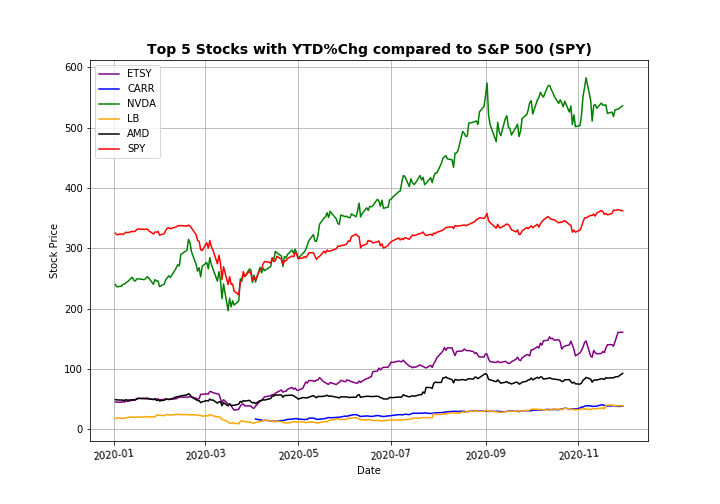 Top 5 Stocks with YTD%Chg compared to S&P 500 (SPY)
ETSY
CARR
NVDA
LB
AMD
SPY
600
500
400
300
200
100
0
Stock Price
2020-01
2020-03
2020-05
2020-07
2020-09
2020-11
Date